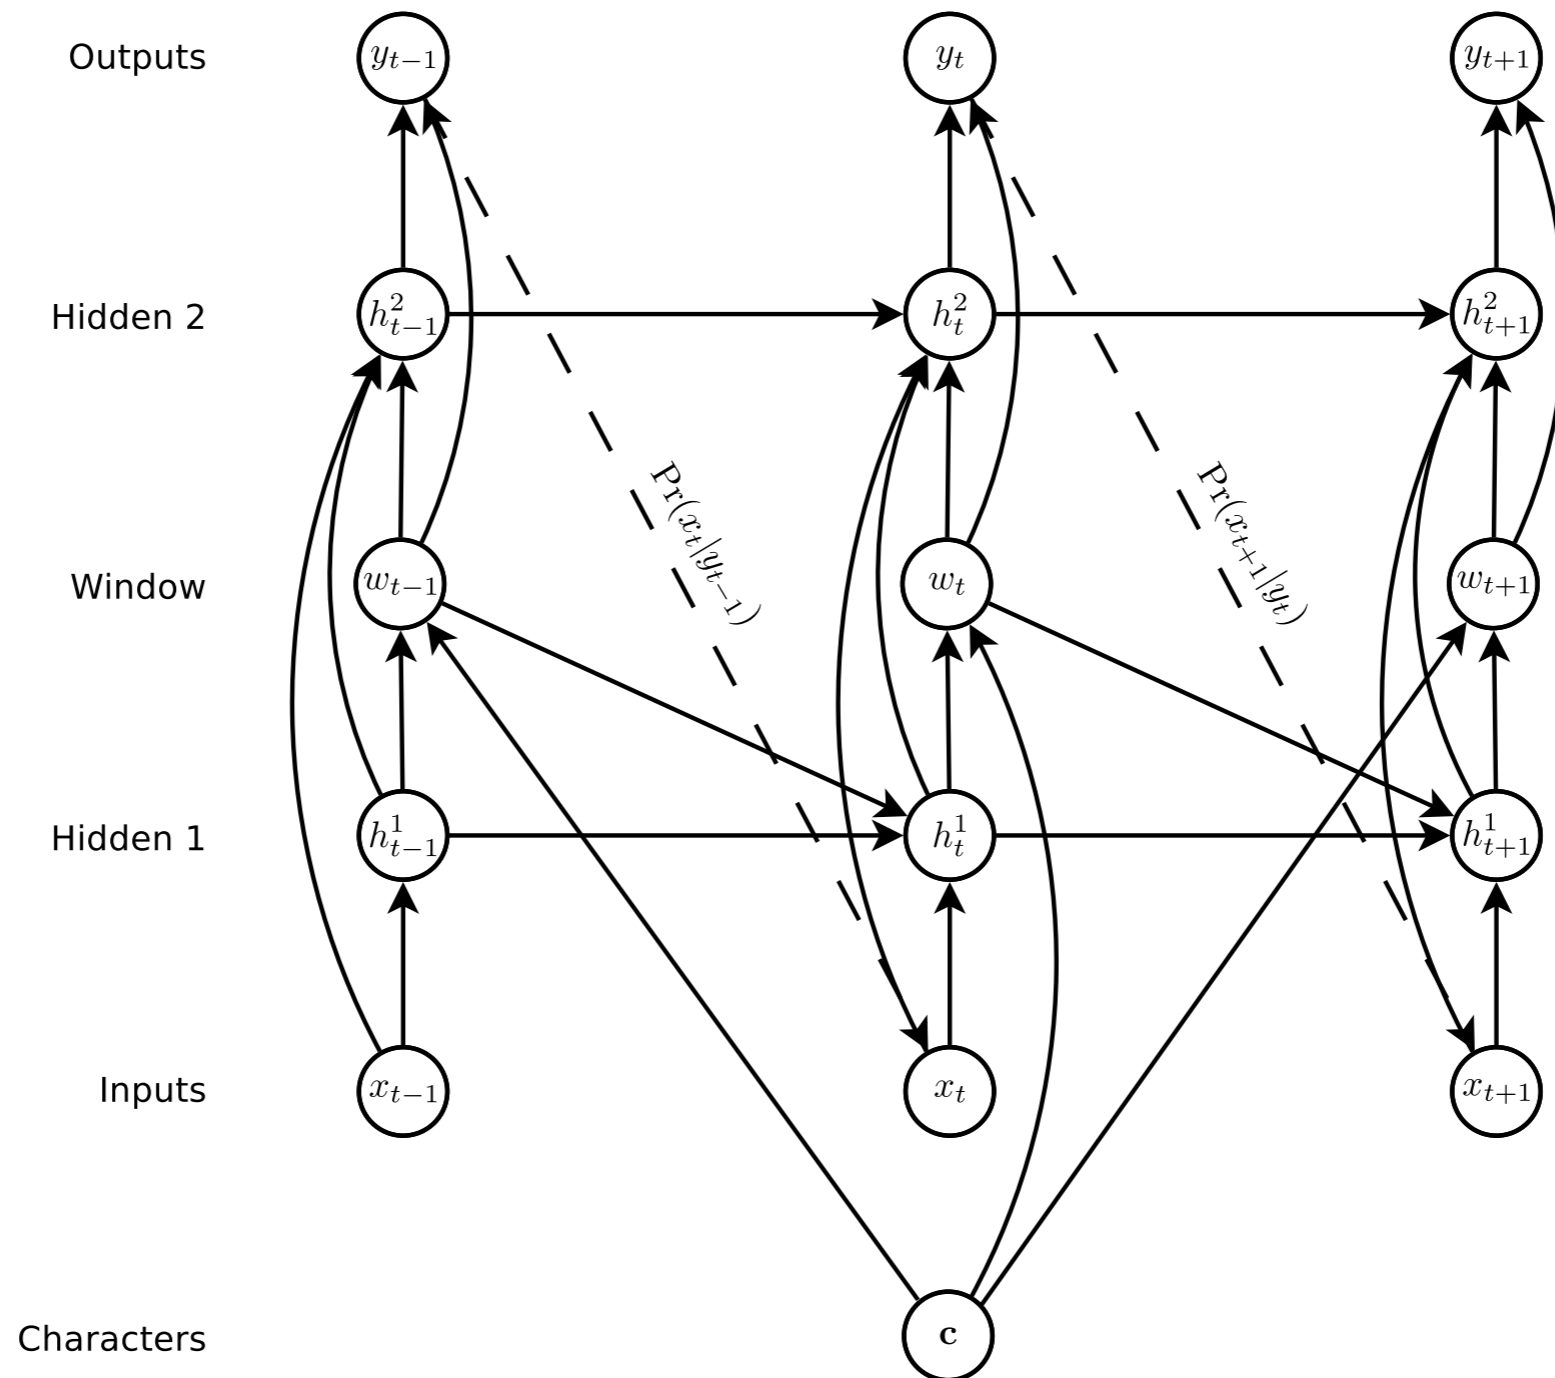 Outputs y_{t−1} y_t y_{t+1}
Hidden 2 h^2_{t−1} h^2_t h^2_{t+1}
Pr(x_t|y_{t−1}) Pr(x_{t+1}|y_t)
Window w_{t−1} w_t w_{t+1}
Hidden 1 h^1_{t−1} h^1_t h^1_{t+1}
Inputs x_{t−1} x_t x_{t+1}
Characters c